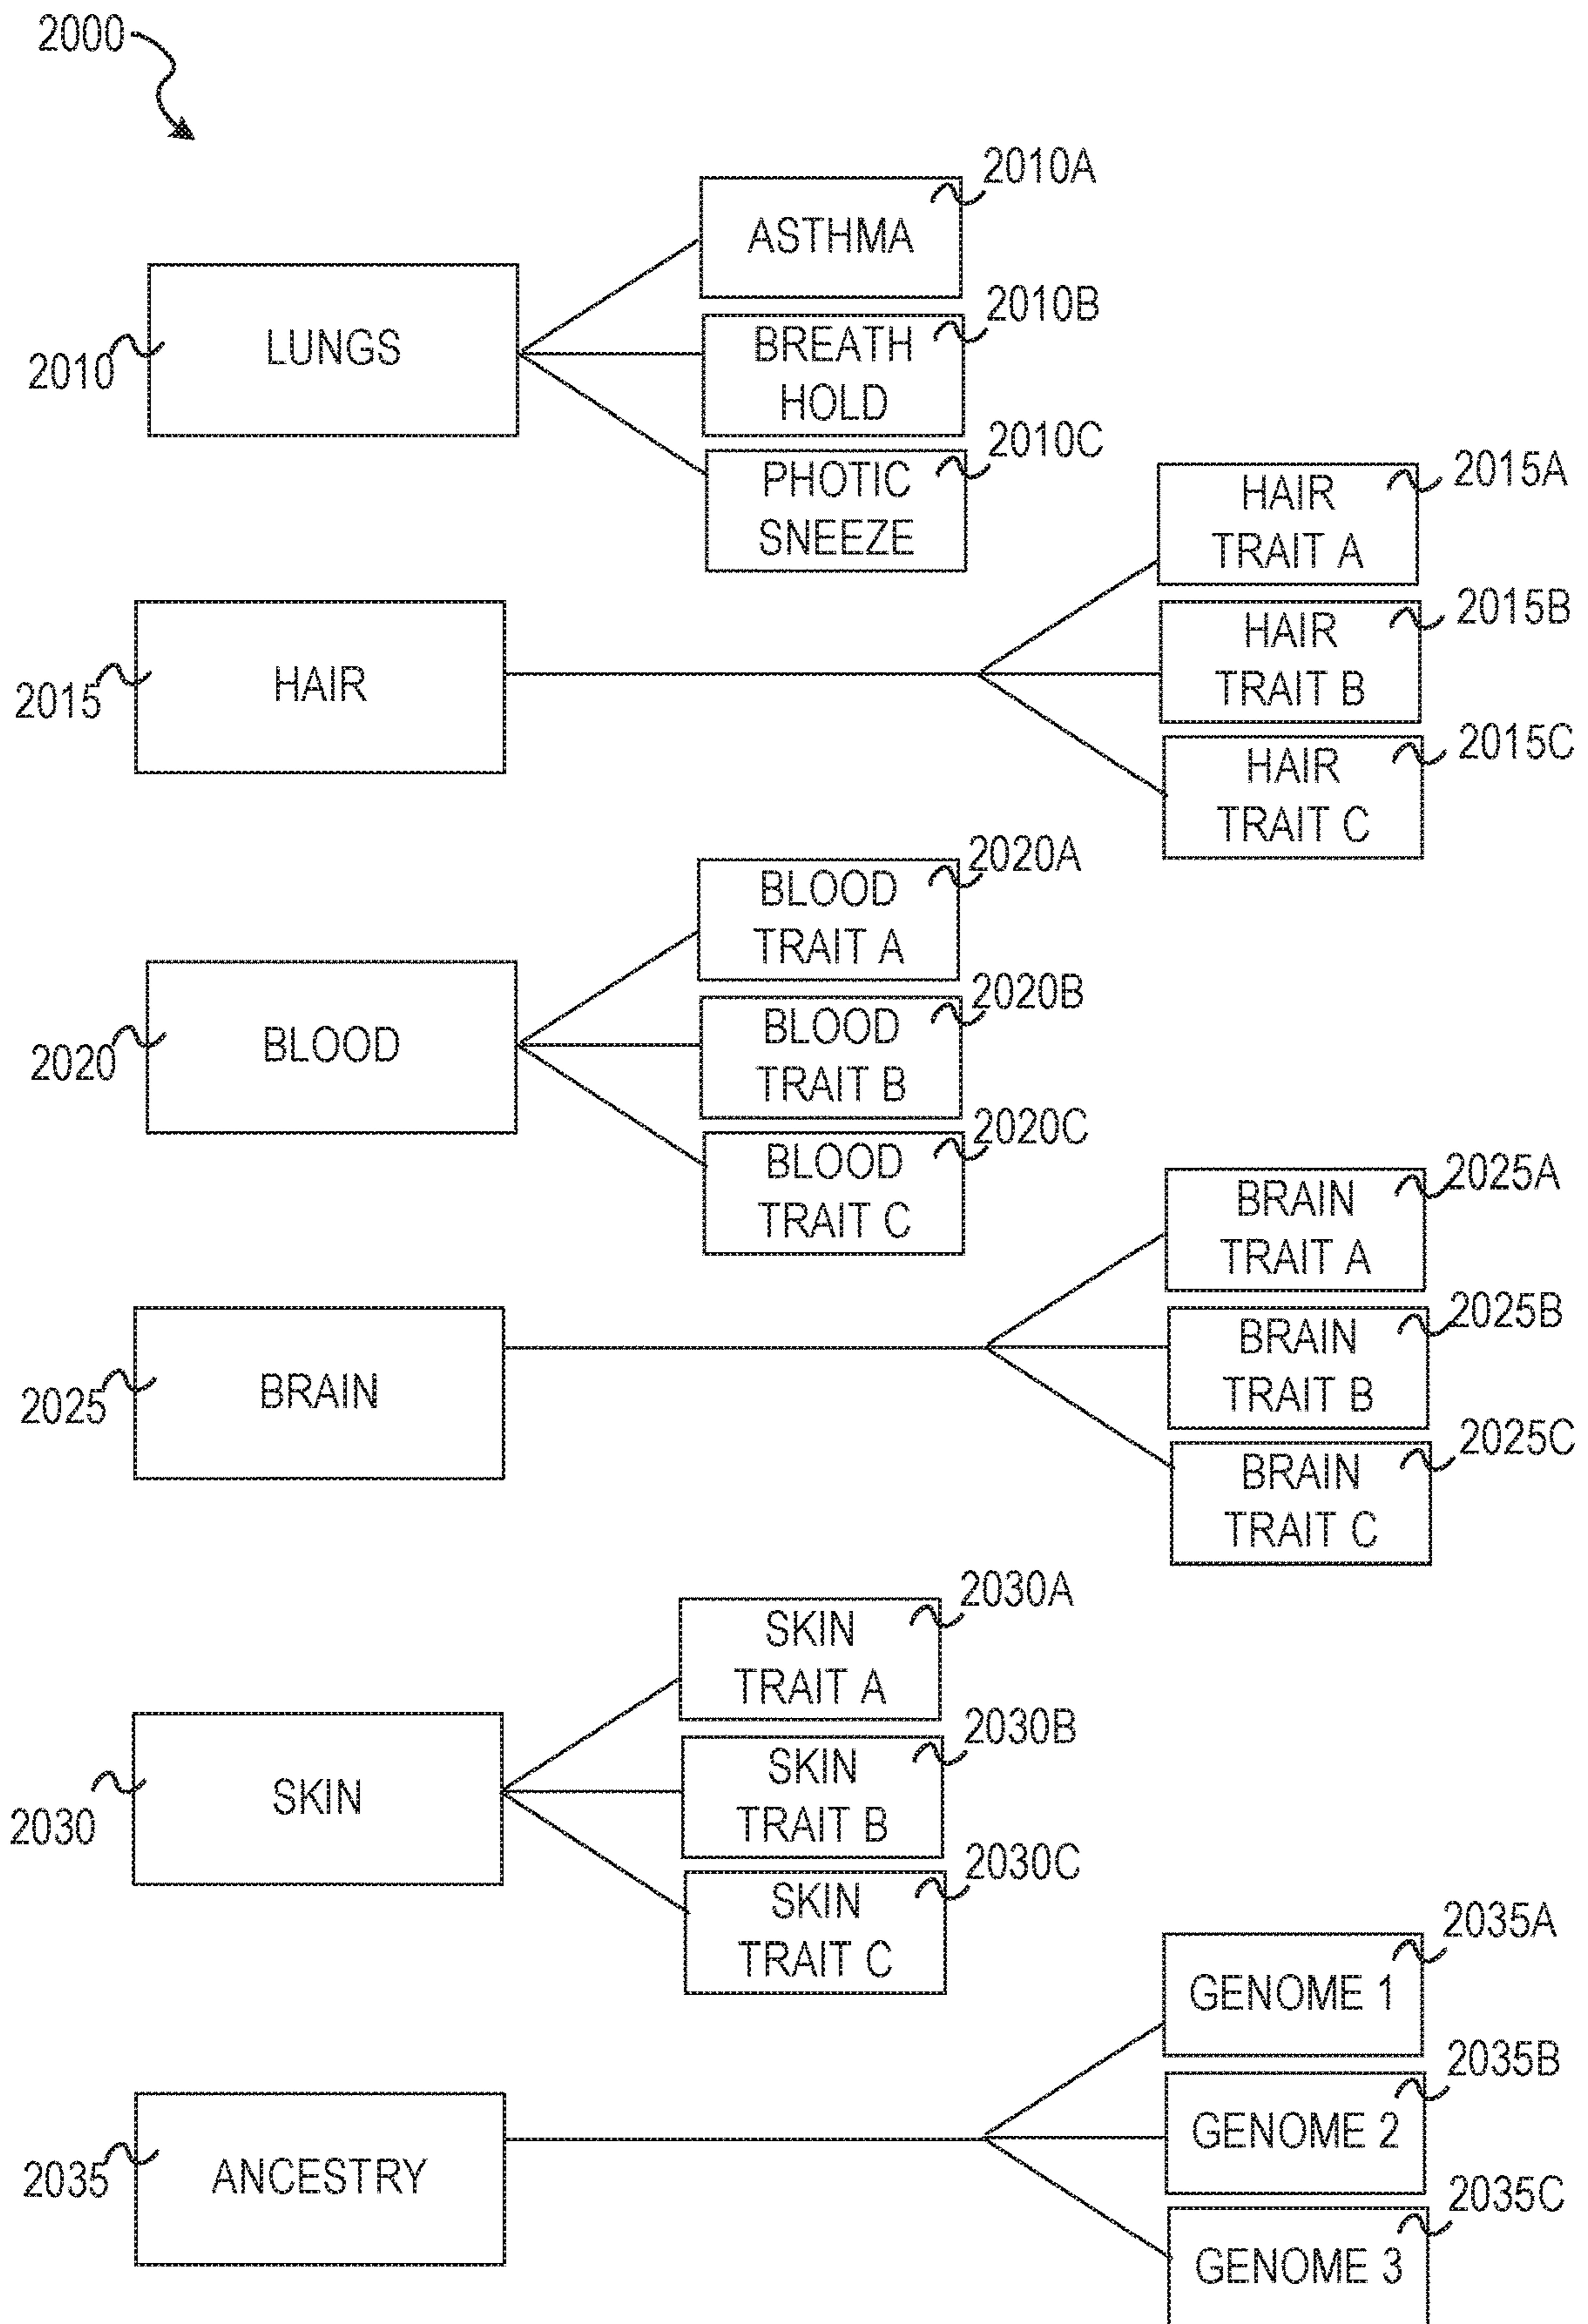 2000
2010A
ASTHMA
2010B
LUNGS
BREATH
HOLD
2010
2010C
PHOTIC
SNEEZE
2015A
HAIR
TRAIT A
2015B
HAIR
TRAIT B
HAIR
2015
2015C
HAIR
TRAIT C
2020A
BLOOD
TRAIT A
2020B
BLOOD
TRAIT B
BLOOD
2020
2020C
BLOOD
TRAIT C
2025A
BRAIN
TRAIT A
2025B
BRAIN
TRAIT B
BRAIN
2025
2025C
BRAIN
TRAIT C
2030A
SKIN
TRAIT A
2030B
SKIN
TRAIT B
SKIN
2030
2030C
SKIN
TRAIT C
2035A
GENOME 1
2035B
GENOME 2
ANCESTRY
2035
2035C
GENOME 3